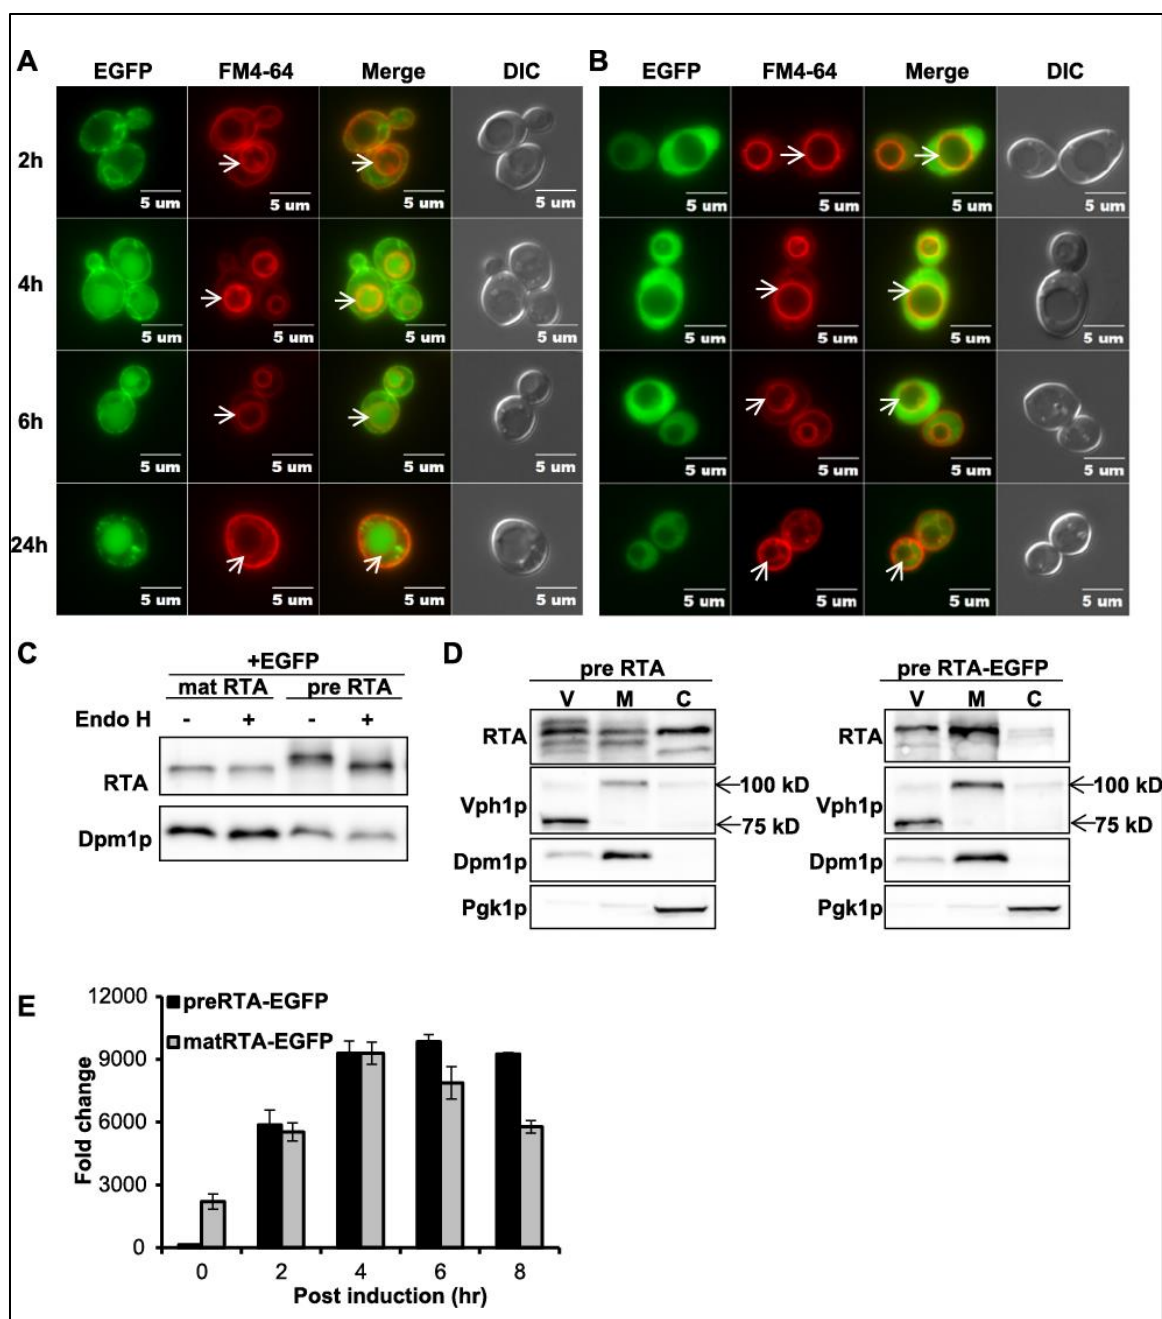 A
EGFP FM4-64 Merge DIC
2h
5 um 5 um 5 um 5 um
4h
5 um 5 um 5 um 5 um
6h
5 um 5 um 5 um 5 um
24h
5 um 5 um 5 um 5 um
B
EGFP FM4-64 Merge DIC
5 um 5 um 5 um 5 um
5 um 5 um 5 um 5 um
5 um 5 um 5 um 5 um
5 um 5 um 5 um 5 um
C
+EGFP
mat RTA pre RTA
Endo H - + - +
RTA
Dpm1p
D
pre RTA
V M C
RTA
Vph1p
100 kD
75 kD
Dpm1p
Pgk1p
pre RTA-EGFP
V M C
RTA
Vph1p
100 kD
75 kD
Dpm1p
Pgk1p
E
preRTA-EGFP
matRTA-EGFP
Fold change
12000
9000
6000
3000
0
0 2 4 6 8
Post induction (hr)